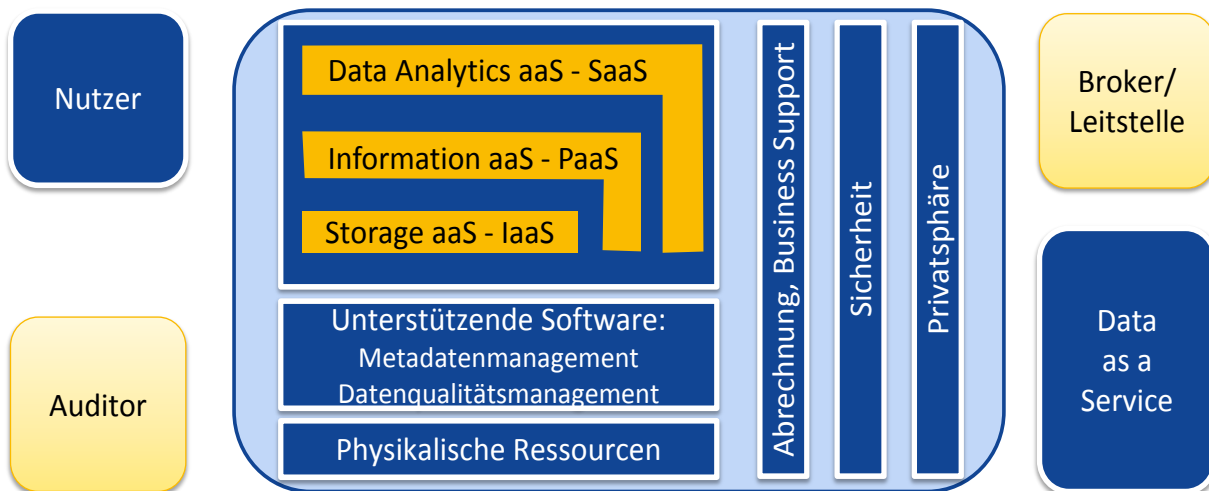 Nutzer
Auditor
Data Analytics aaS - SaaS
Information aaS - PaaS
Storage aaS - IaaS
Unterstützende Software:
Metadatenmanagement
Datenqualitätsmanagement
Physikalische Ressourcen
Abrechnung, Business Support
Sicherheit
Privatsphäre
Broker/
Leitstelle
Data
as a
Service